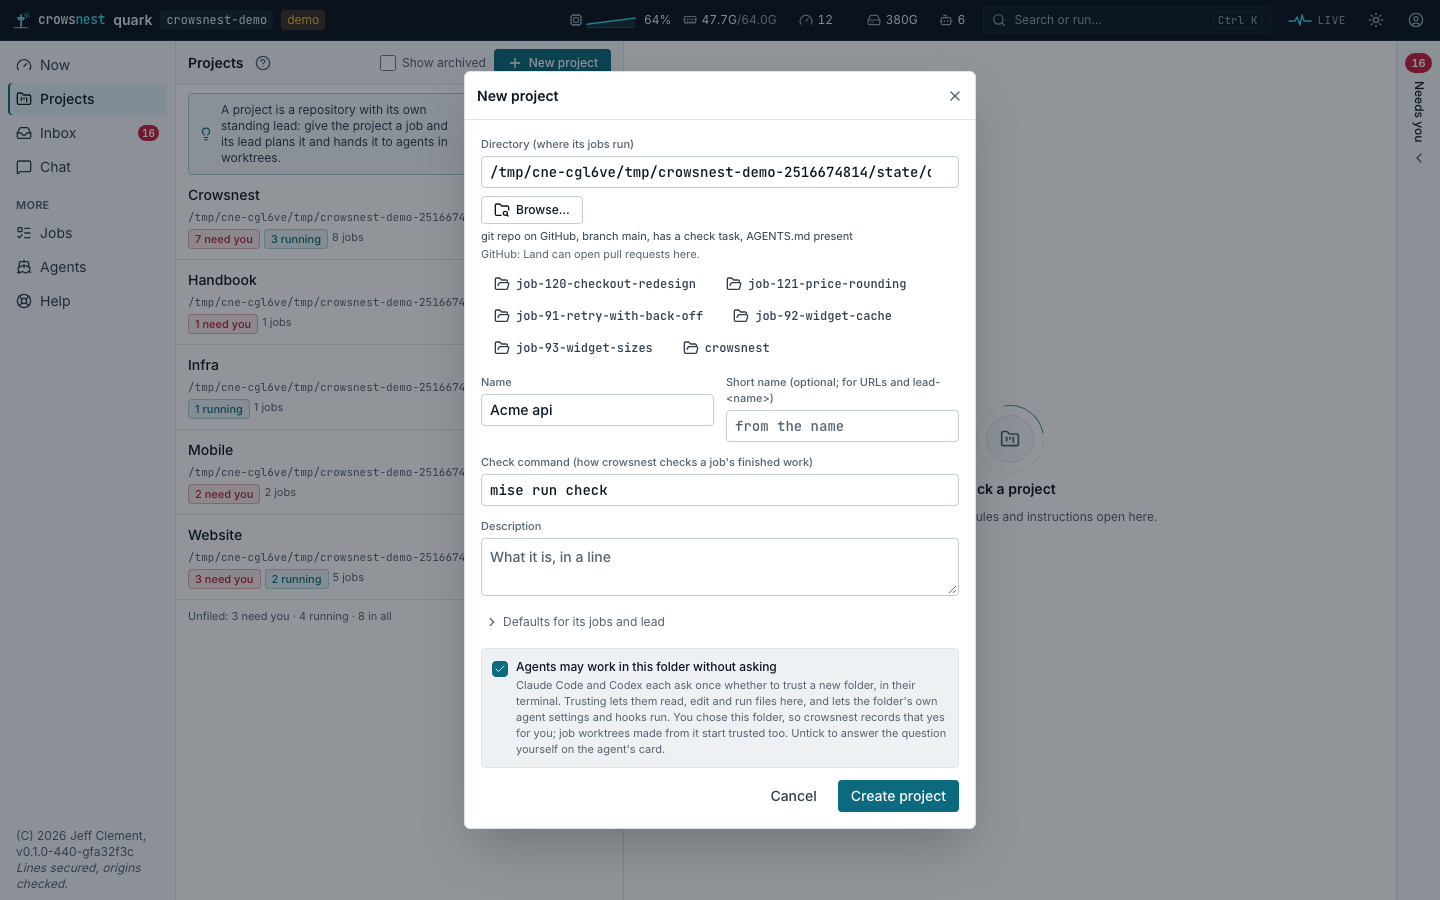 crowsnest quark crowsnest-demo demo 64% 47.7G/64.0G 12 380G 6 Search or run... Ctrl K LIVE
Now
Projects
Inbox 16
Chat
MORE
Jobs
Agents
Help
(C) 2026 Jeff Clement,
v0.1.0-440-gfa32f3c
Lines secured, origins
checked.
Projects Show archived New project
A project is a repository with its own
standing lead: give the project a job and
its lead plans it and hands it to agents in
worktrees.
Crowsnest
/tmp/cne-cgl6ve/tmp/crowsnest-demo-2516674
7 need you 3 running 8 jobs
Handbook
/tmp/cne-cgl6ve/tmp/crowsnest-demo-2516674
1 need you 1 jobs
Infra
/tmp/cne-cgl6ve/tmp/crowsnest-demo-2516674
1 running 1 jobs
Mobile
/tmp/cne-cgl6ve/tmp/crowsnest-demo-2516674
2 need you 2 jobs
Website
/tmp/cne-cgl6ve/tmp/crowsnest-demo-2516674
3 need you 2 running 5 jobs
Unfiled: 3 need you · 4 running · 8 in all
New project
Directory (where its jobs run)
/tmp/cne-cgl6ve/tmp/crowsnest-demo-2516674814/state/
Browse...
git repo on GitHub, branch main, has a check task, AGENTS.md present
GitHub: Land can open pull requests here.
job-120-checkout-redesign job-121-price-rounding
job-91-retry-with-back-off job-92-widget-cache
job-93-widget-sizes crowsnest
Name
Acme api
Short name (optional; for URLs and lead-
<name>)
from the name
Check command (how crowsnest checks a job's finished work)
mise run check
Description
What it is, in a line
Defaults for its jobs and lead
Agents may work in this folder without asking
Claude Code and Codex each ask once whether to trust a new folder, in their
terminal. Trusting lets them read, edit and run files here, and lets the folder's own
agent settings and hooks run. You chose this folder, so crowsnest records that yes
for you; job worktrees made from it start trusted too. Untick to answer the question
yourself on the agent's card.
Cancel Create project
ck a project
ules and instructions open here.
16
Needs you